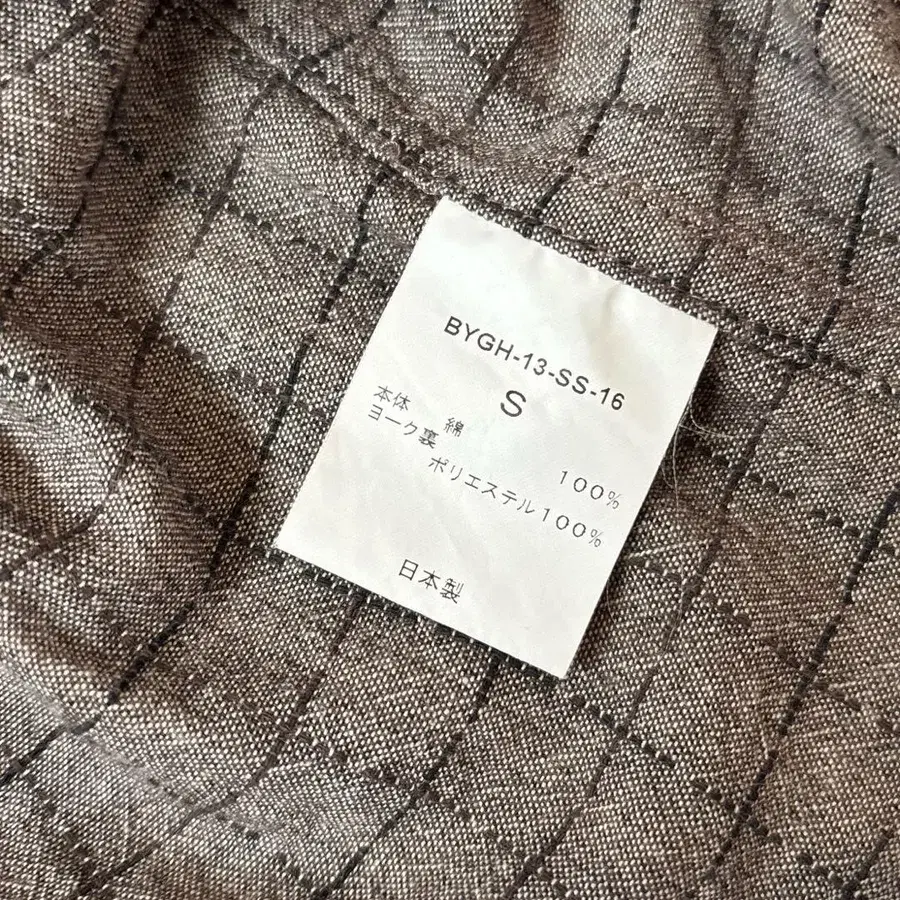 BYGH-13-SS-16
S
本体 綿 100%
ヨーク裏
ポリエステル100%
日本製